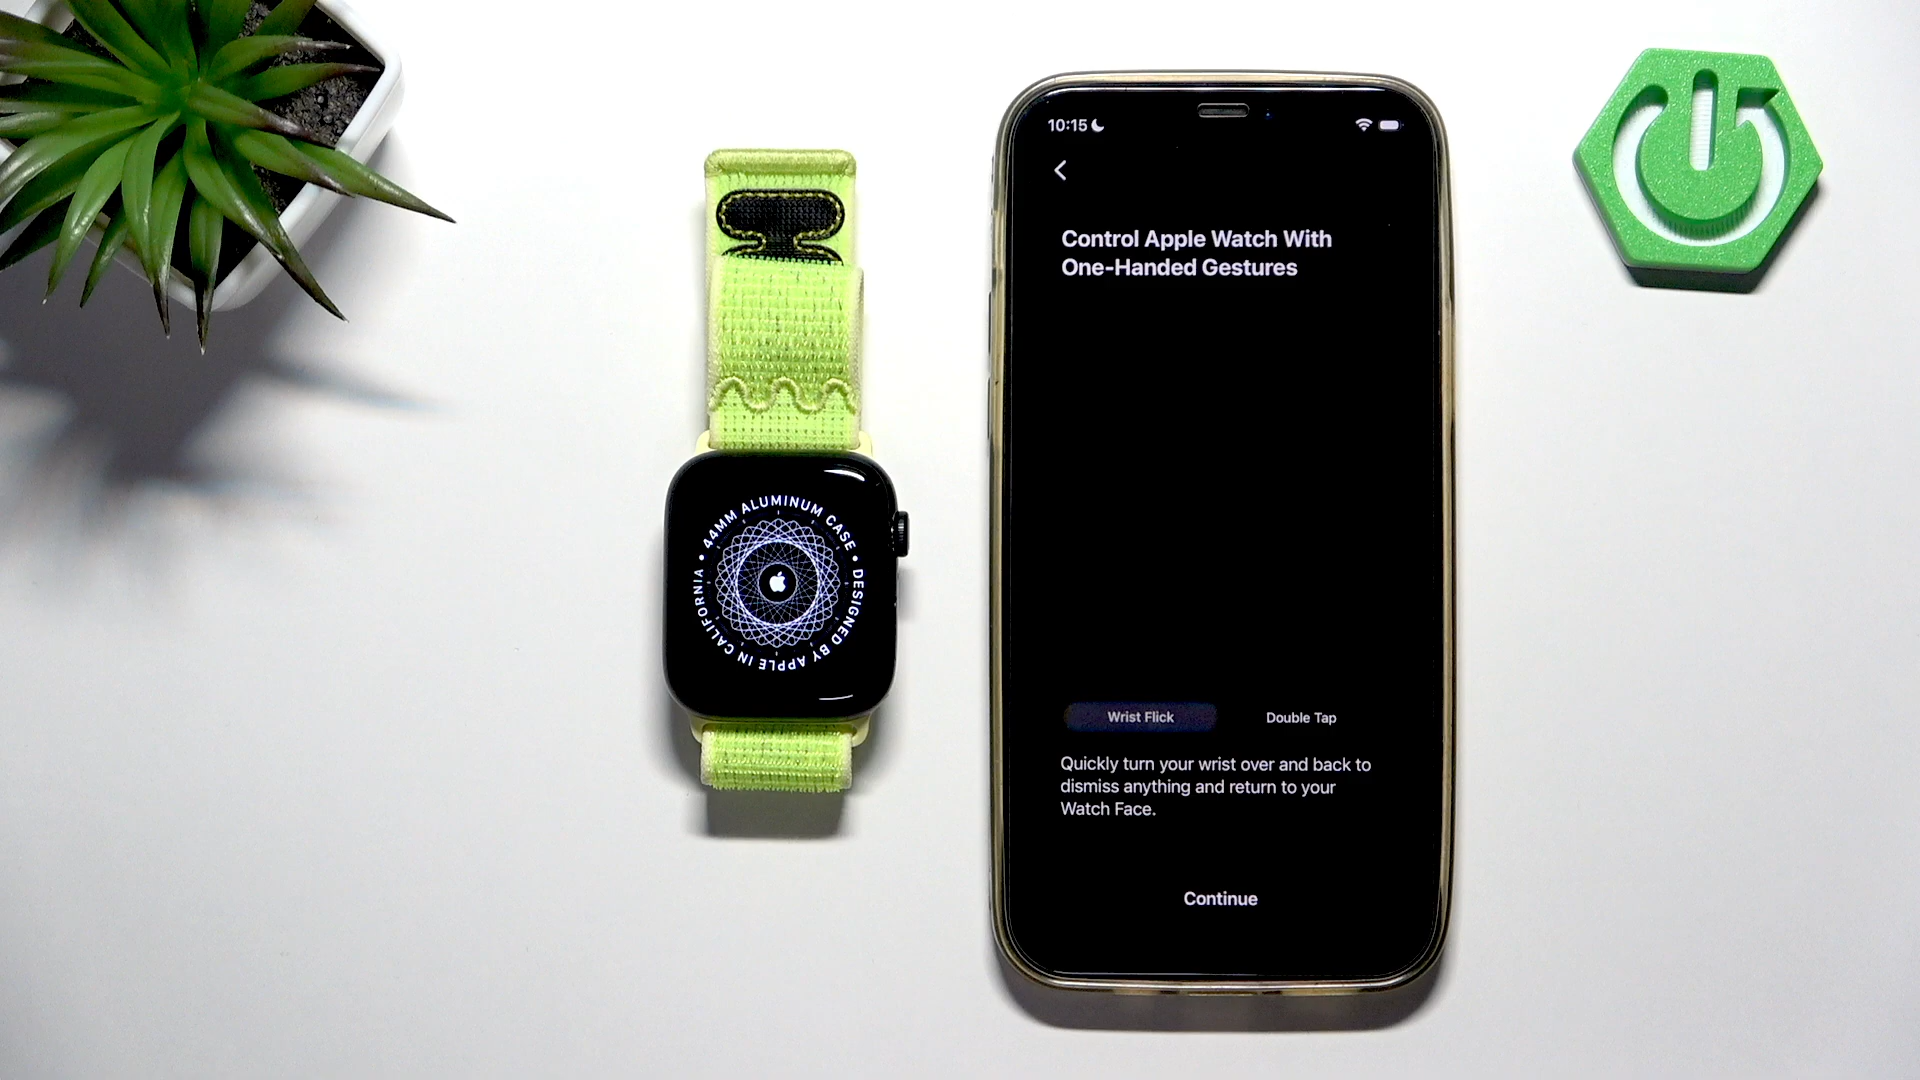 44MM ALUMINUM CASE • DESIGNED BY APPLE IN CALIFORNIA •
10:15
Control Apple Watch With
One-Handed Gestures
Wrist Flick
Double Tap
Quickly turn your wrist over and back to
dismiss anything and return to your
Watch Face.
Continue